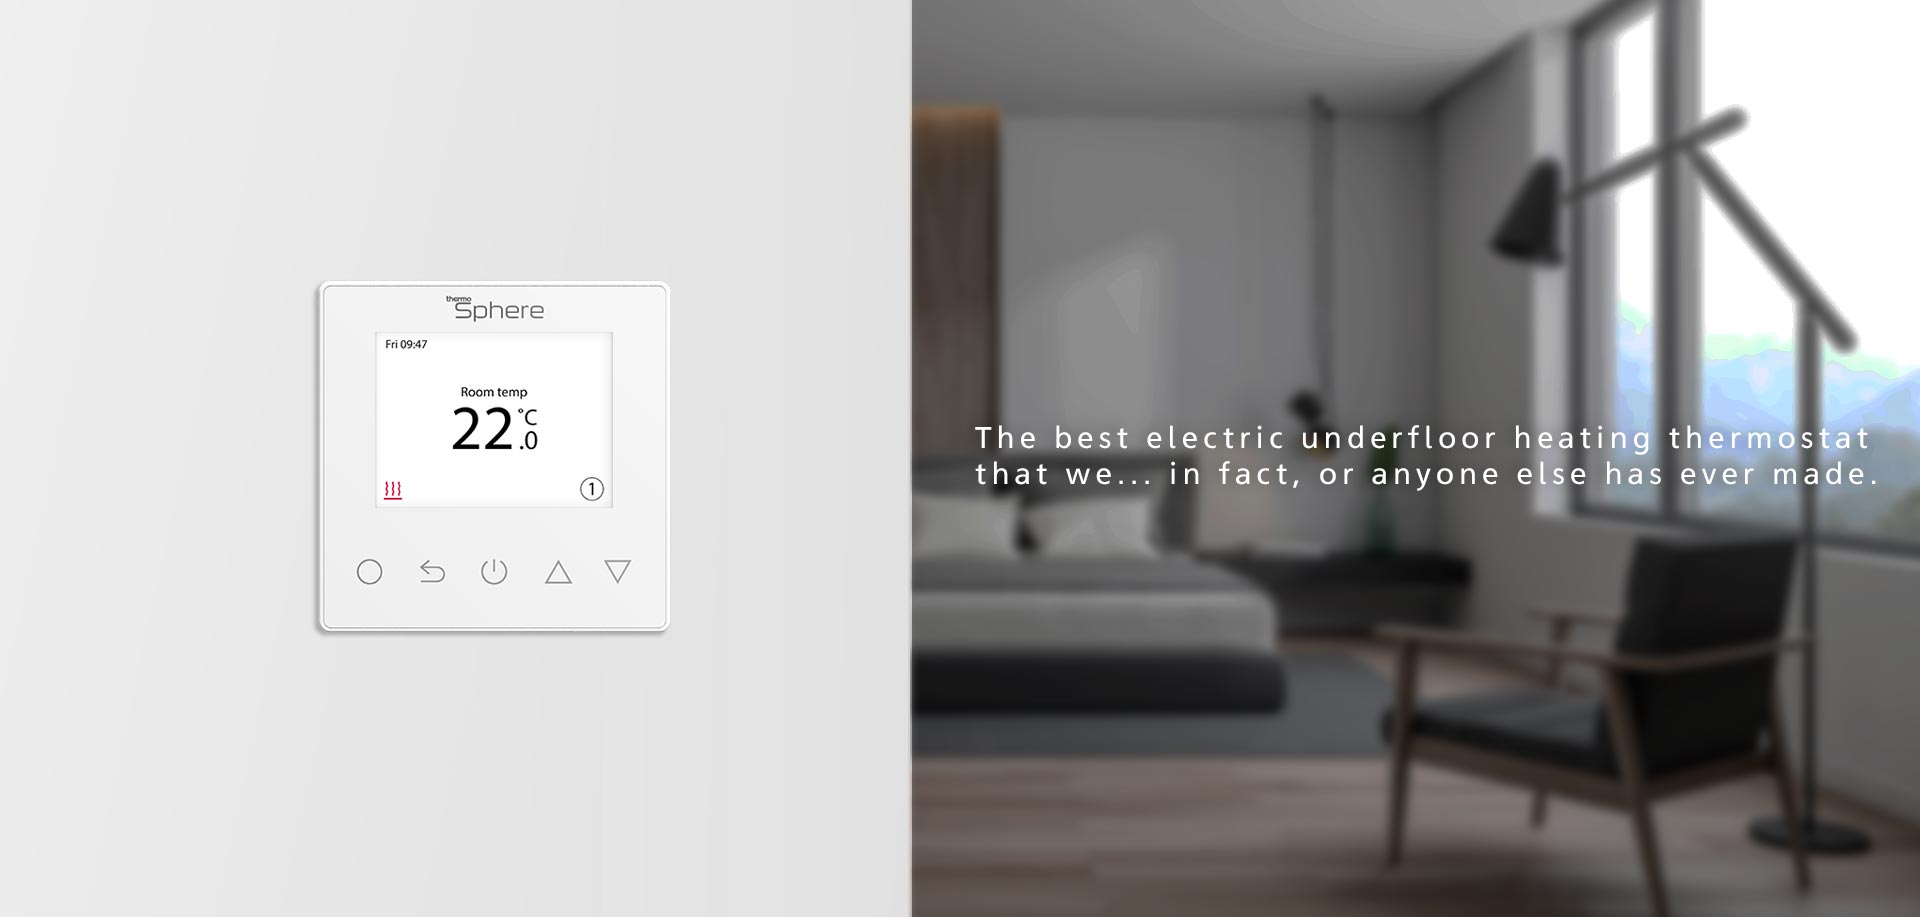 thermo
Sphere
Fri 09:47
Room temp
22.0 °C
1
The best electric underfloor heating thermostat
that we... in fact, or anyone else has ever made.